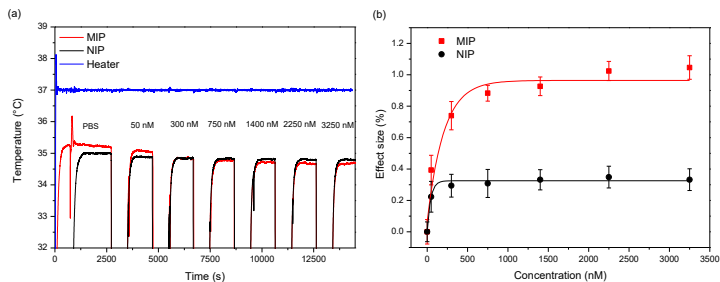 (a)
39
38
37
36
35
34
33
32
Temperature (°C)
MIP
NIP
Heater
PBS 50 nM 300 nM 750 nM 1400 nM 2250 nM 3250 nM
0 2500 5000 7500 10000 12500
Time (s)
(b)
1.2
1.0
0.8
0.6
0.4
0.2
0.0
Effect size (%)
MIP
NIP
0 500 1000 1500 2000 2500 3000 3500
Concentration (nM)